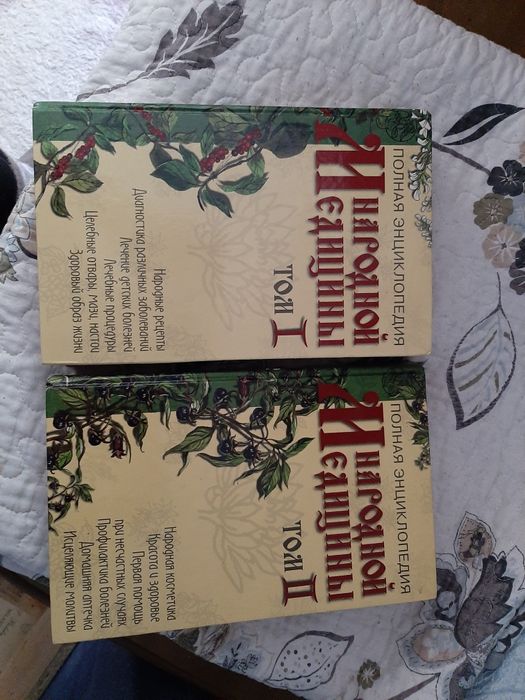 ПОЛНАЯ ЭНЦИКЛОПЕДИЯ
НАРОДНОЙ
МЕДИЦИНЫ
ТОМ I
Народные рецепты
Диагностика различных заболеваний
Лечение детских болезней
Лечебные процедуры
Целебные отвары, мази, настои
Здоровый образ жизни
ПОЛНАЯ ЭНЦИКЛОПЕДИЯ
НАРОДНОЙ
МЕДИЦИНЫ
ТОМ II
Народная косметика
Красота и здоровье
Первая помощь
при несчастных случаях
Профилактика болезней
Домашняя аптечка
Исцеляющие молитвы